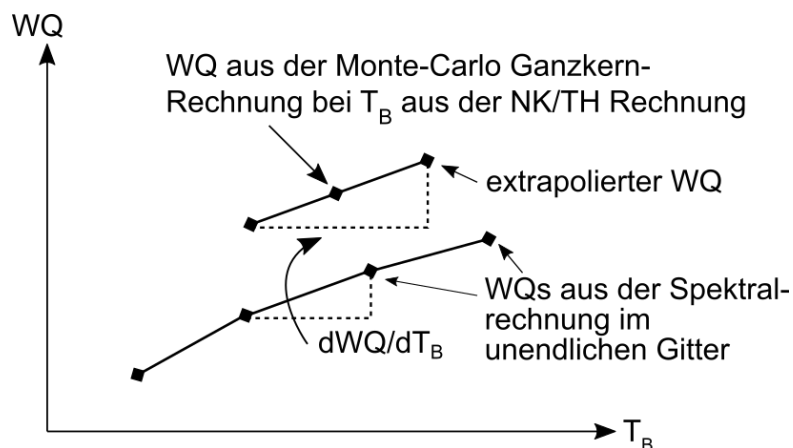 WQ
WQ aus der Monte-Carlo Ganzkern-
Rechnung bei T_B aus der NK/TH Rechnung
extrapolierter WQ
WQs aus der Spektral-
rechnung im
unendlichen Gitter
dWQ/dT_B
T_B